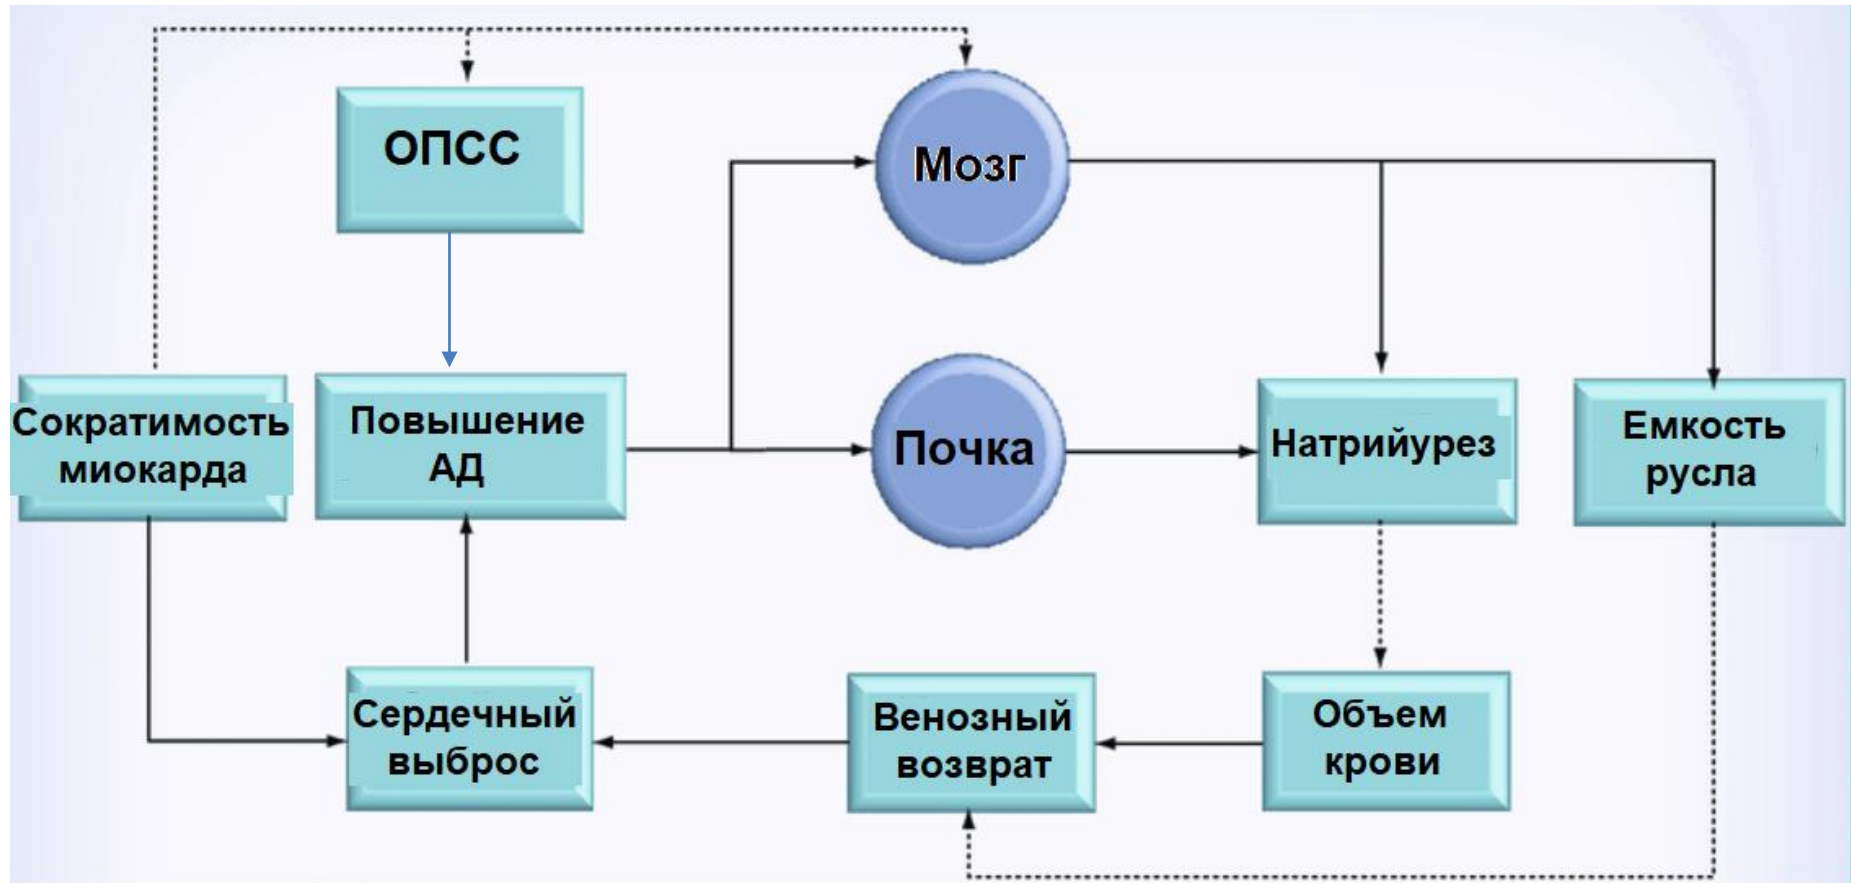 ОПСС
Мозг
Сократимость
миокарда
Повышение
АД
Почка
Натрийурез
Емкость
русла
Сердечный
выброс
Венозный
возврат
Объем
крови